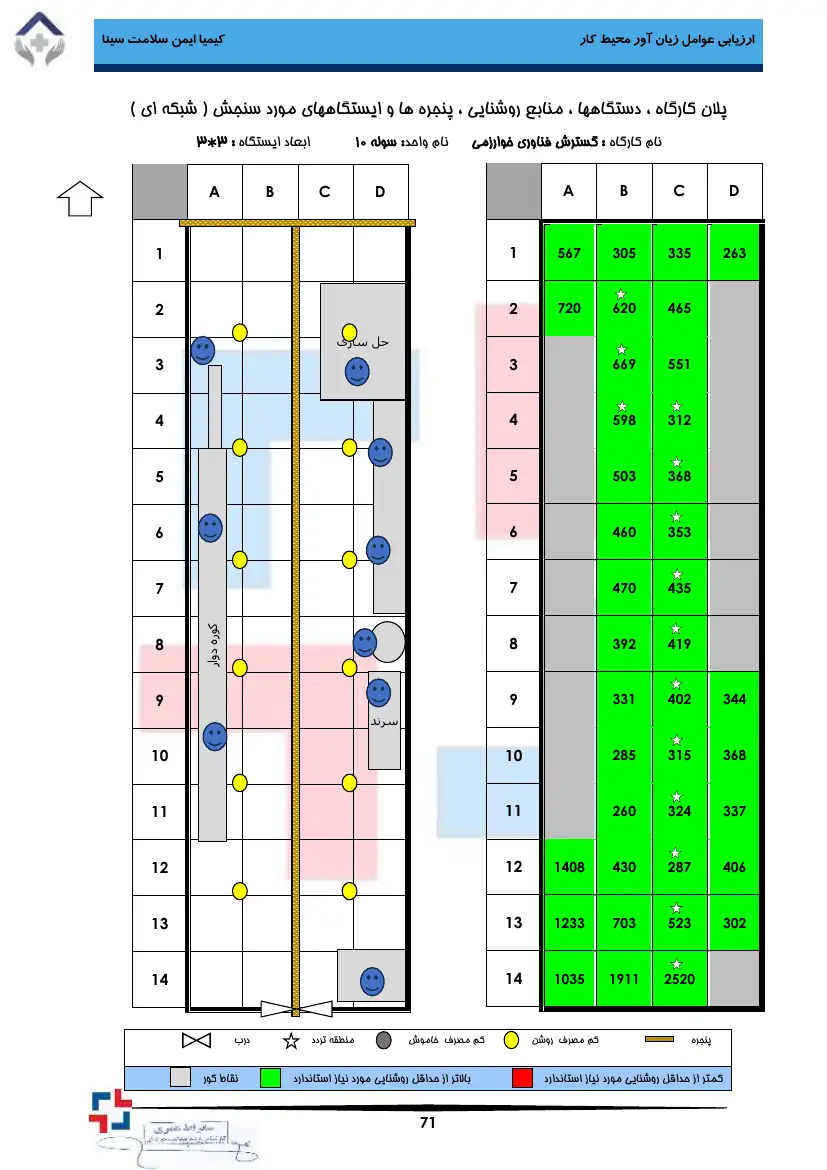 ارزیابی عوامل زیان آور محیط کار
کیمیا ایمن سلامت سینا
پلان کارگاه ، دستگاهها ، منابع روشنایی ، پنجره ها و ایستگاههای مورد سنجش ( شبکه ای )
نام کارگاه : گسترش فناوری خوارزمی نام واحد: سوله 10 ابعاد ایستگاه : 3*3
A B C D
1
2
3
4
5
6
7
8
9
10
11
12
13
14
حل سازی
کوره دوار
سرند
A B C D
1 567 305 335 263
2 720 620 465
3 669 551
4 598 312
5 503 368
6 460 353
7 470 435
8 392 419
9 331 402 344
10 285 315 368
11 260 324 337
12 1408 430 287 406
13 1233 703 523 302
14 1035 1911 2520
پنجره کم مصرف روشن کم مصرف خاموش منطقه تردد درب
کمتر از حداقل روشنایی مورد نیاز استاندارد بالاتر از حداقل روشنایی مورد نیاز استاندارد نقاط کور
71